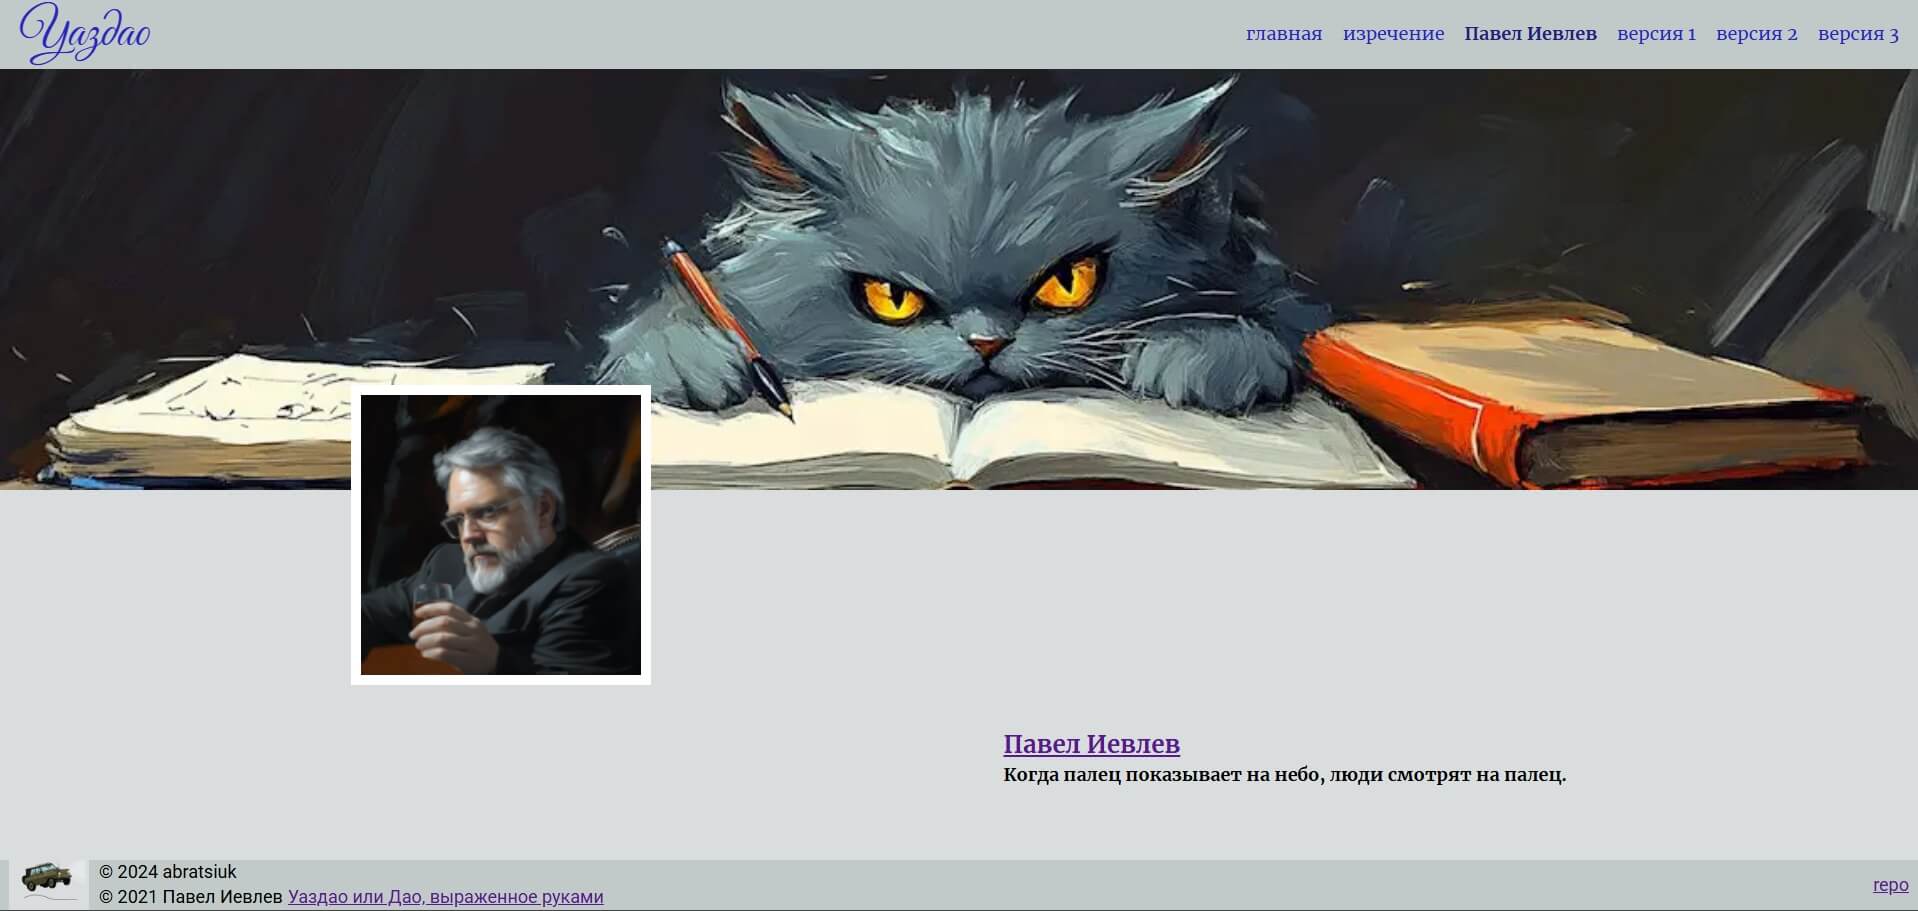 Уаздао
главная изречение Павел Иевлев версия 1 версия 2 версия 3
Павел Иевлев
Когда палец показывает на небо, люди смотрят на палец.
© 2024 abratsiuk
© 2021 Павел Иевлев Уаздао или Дао, выраженное руками
repo